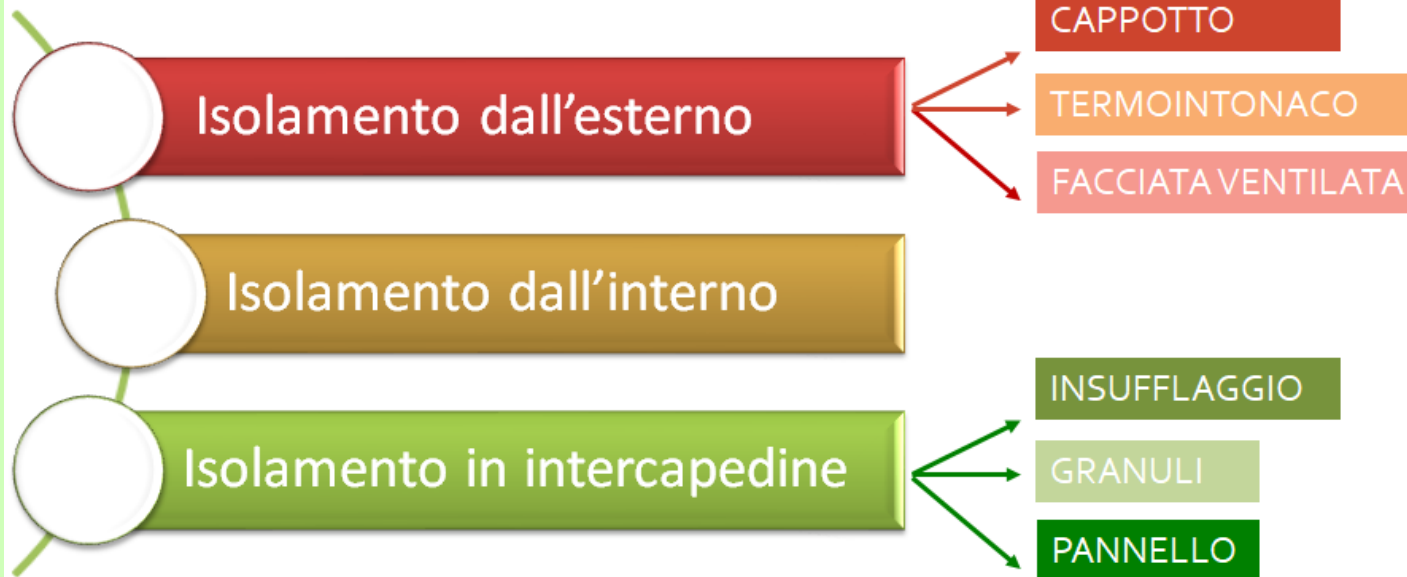 CAPPOTTO
Isolamento dall’esterno
TERMOINTONACO
FACCIATA VENTILATA
Isolamento dall’interno
INSUFFLAGGIO
Isolamento in intercapedine
GRANULI
PANNELLO